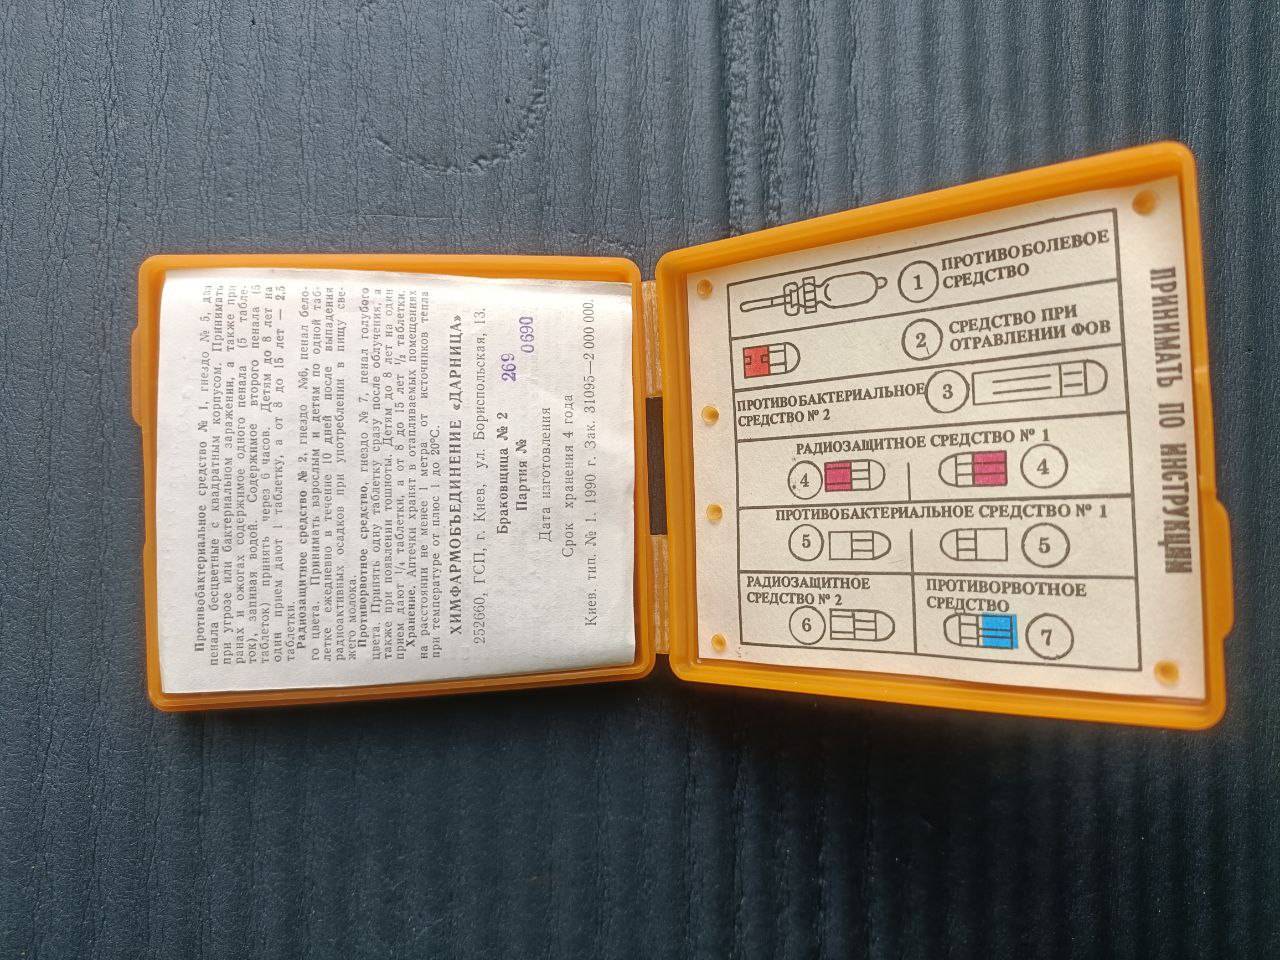 Противобактериальное средство № 1, гнездо № 5, два
пенала бесцветные с квадратным корпусом. Принимать
при угрозе или бактериальном заражении, а также при
ранах и ожогах содержимое одного пенала (5 табле-
ток), запивая водой. Содержимое второго пенала (5
таблеток) принять через 6 часов. Детям до 8 лет на
один прием дают 1 таблетку, а от 8 до 15 лет — 2,5
таблетки.
Радиозащитное средство № 2, гнездо №6, пенал бело-
го цвета. Принимать взрослым и детям по одной таб-
летке ежедневно в течение 10 дней после выпадения
радиоактивных осадков при употреблении в пищу све-
жего молока.
Противорвотное средство, гнездо № 7, пенал голубого
цвета. Принять одну таблетку сразу после облучения, а
также при появлении тошноты. Детям до 8 лет на один
прием дают 1/4 таблетки, а от 8 до 15 лет 1/2 таблетки.
Хранение. Аптечки хранят в отапливаемых помещениях
на расстоянии не менее 1 метра от источников тепла
при температуре от плюс 1 до 20°С.
ХИМФАРМОБЪЕДИНЕНИЕ «ДАРНИЦА»
252660, ГСП, г. Киев, ул. Бориспольская, 13.
Браковщица № 2 269
Партия № 0690
Дата изготовления
Срок хранения 4 года
Киев. тип. № 1. 1990 г. Зак. 31095—2 000 000.
1 ПРОТИВОБОЛЕВОЕ
СРЕДСТВО
2 СРЕДСТВО ПРИ
ОТРАВЛЕНИИ ФОВ
ПРОТИВОБАКТЕРИАЛЬНОЕ
СРЕДСТВО № 2
3
РАДИОЗАЩИТНОЕ СРЕДСТВО № 1
4 4
ПРОТИВОБАКТЕРИАЛЬНОЕ СРЕДСТВО № 1
5 5
РАДИОЗАЩИТНОЕ
СРЕДСТВО № 2
6
ПРОТИВОРВОТНОЕ
СРЕДСТВО
7
ПРИНИМАТЬ ПО ИНСТРУКЦИИ